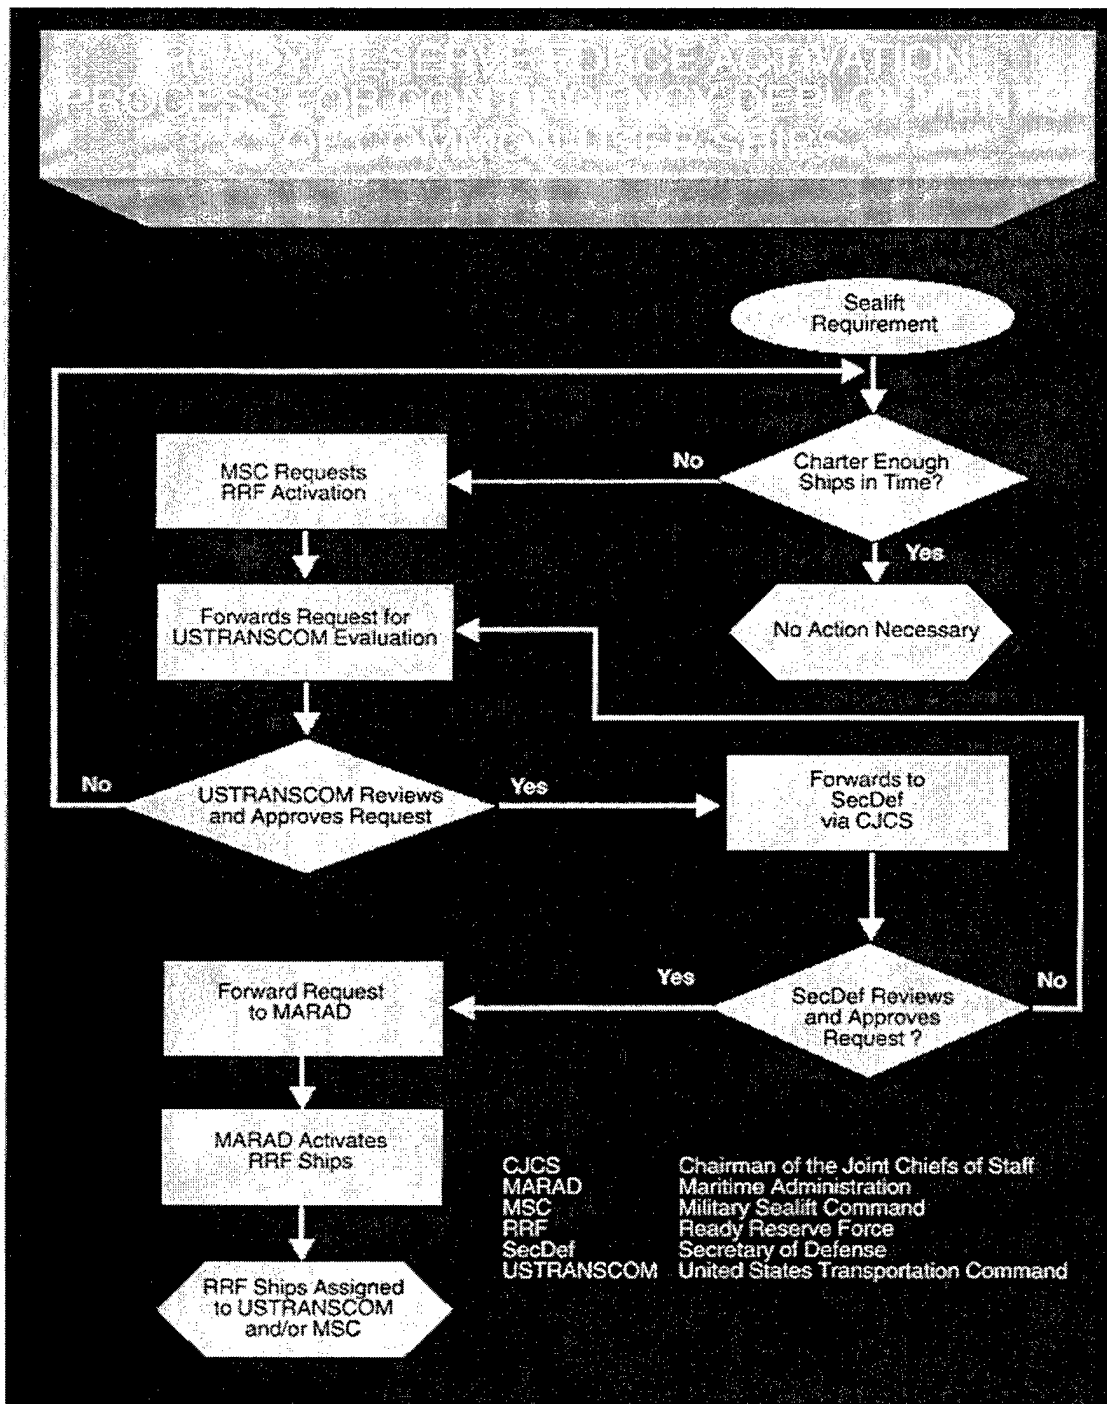 READY RESERVE FORCE ACTIVATION
PROCESS FOR CONTINGENCY DEPLOYMENT
OF COMMON-USER SHIPS
Sealift
Requirement
Charter Enough
Ships in Time?
No
Yes
MSC Requests
RRF Activation
No Action Necessary
Forwards Request for
USTRANSCOM Evaluation
USTRANSCOM Reviews
and Approves Request
No
Yes
Forwards to
SecDef
via CJCS
SecDef Reviews
and Approves
Request ?
Yes
No
Forward Request
to MARAD
MARAD Activates
RRF Ships
RRF Ships Assigned
to USTRANSCOM
and/or MSC
CJCS Chairman of the Joint Chiefs of Staff
MARAD Maritime Administration
MSC Military Sealift Command
RRF Ready Reserve Force
SecDef Secretary of Defense
USTRANSCOM United States Transportation Command